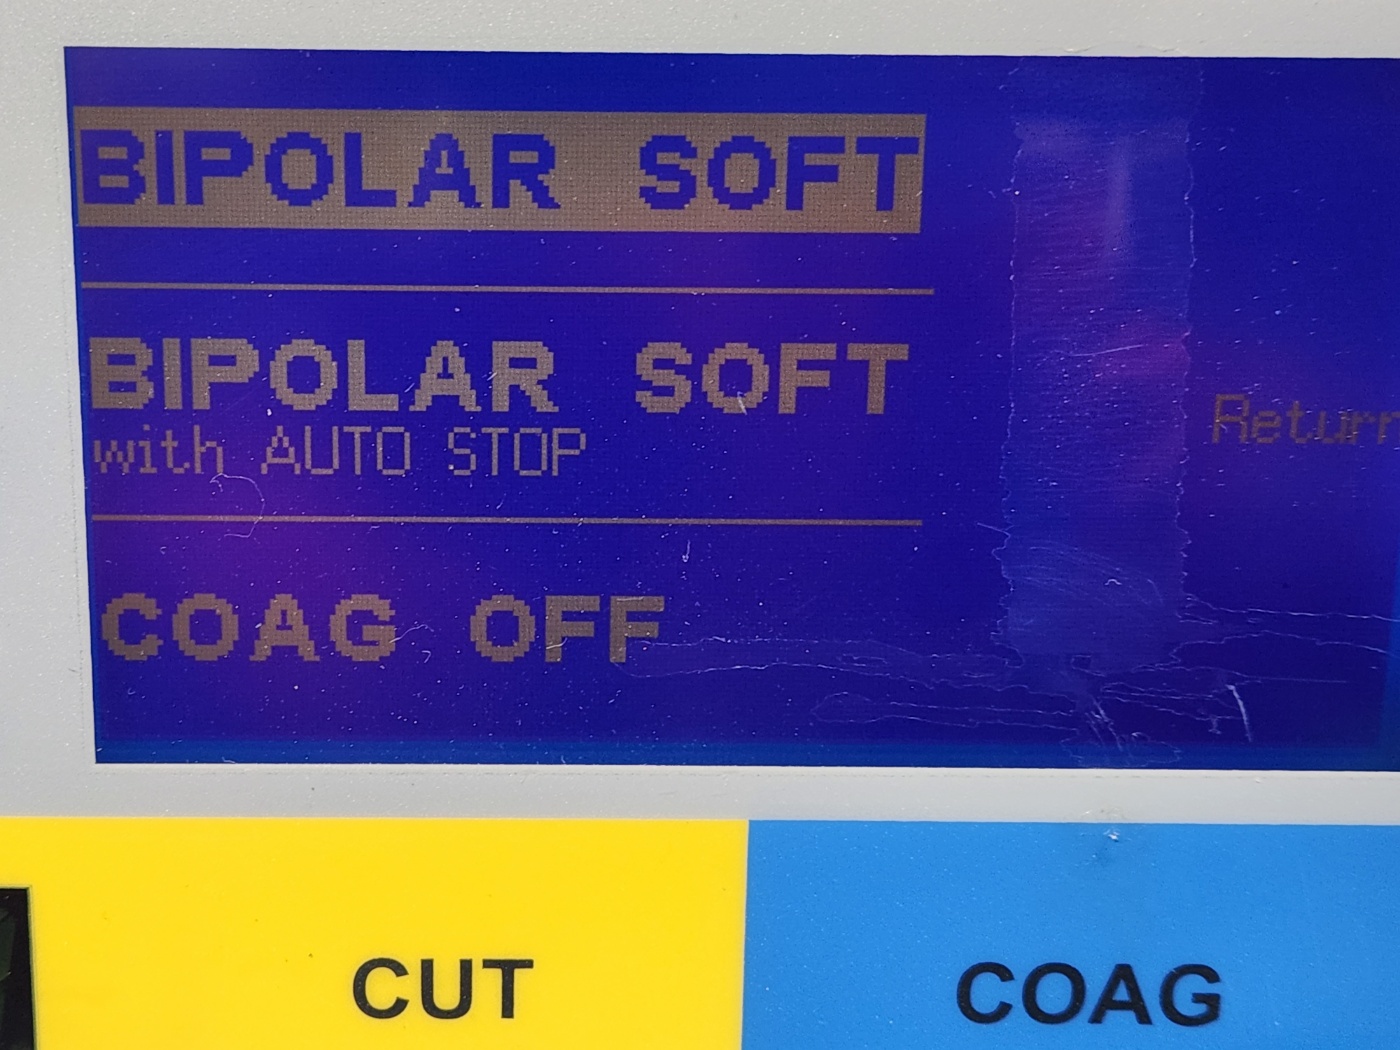 BIPOLAR SOFT
BIPOLAR SOFT
with AUTO STOP
Return
COAG OFF
CUT
COAG